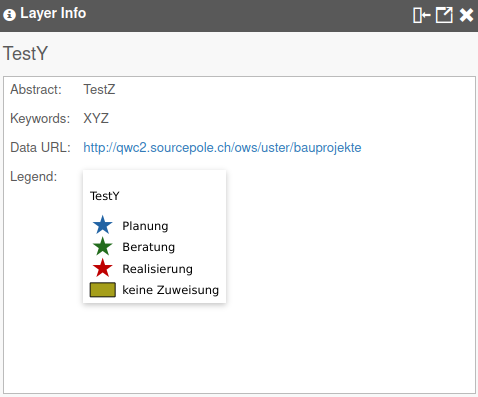 Layer Info
TestY
Abstract: TestZ
Keywords: XYZ
Data URL: http://qwc2.sourcepole.ch/ows/uster/bauprojekte
Legend:
TestY
Planung
Beratung
Realisierung
keine Zuweisung